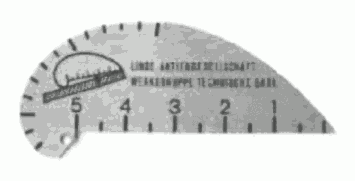 LINDE AKTIENGESELLSCHAFT
WERKSGRUPPE TECHNISCHE GASE
5 4 3 2 1